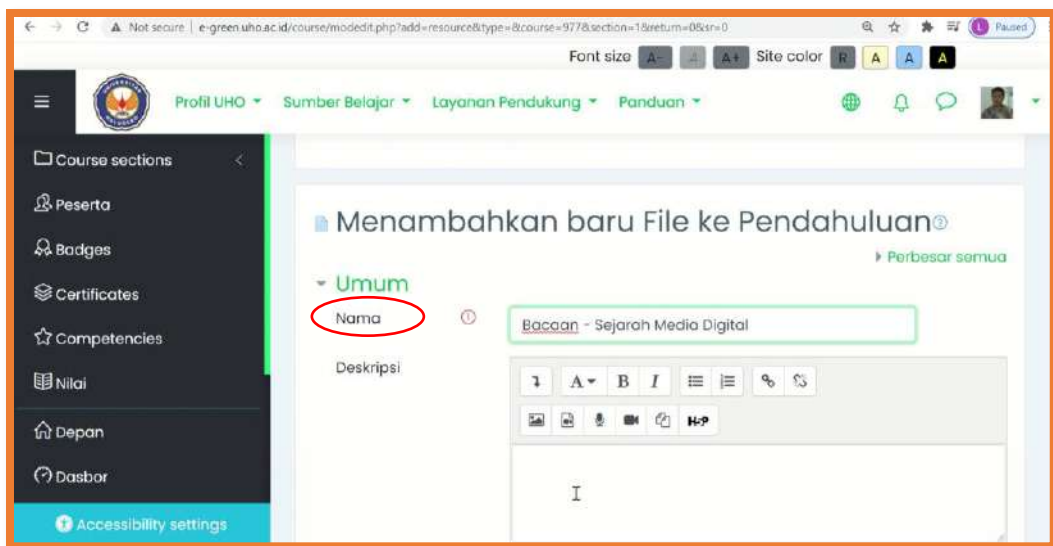 Not secure | e-green.uho.ac.id/course/modedit.php?add=resource&type=&course=977&section=1&return=0&sr=0 Paused
Font size A- A A+ Site color R A A A
Profil UHO Sumber Belajar Layanan Pendukung Panduan
Course sections
Peserta
Badges
Certificates
Competencies
Nilai
Depan
Dasbor
Accessibility settings
Menambahkan baru File ke Pendahuluan
Perbesar semua
Umum
Nama
Bacaan - Sejarah Media Digital
Deskripsi
A B I
H-P